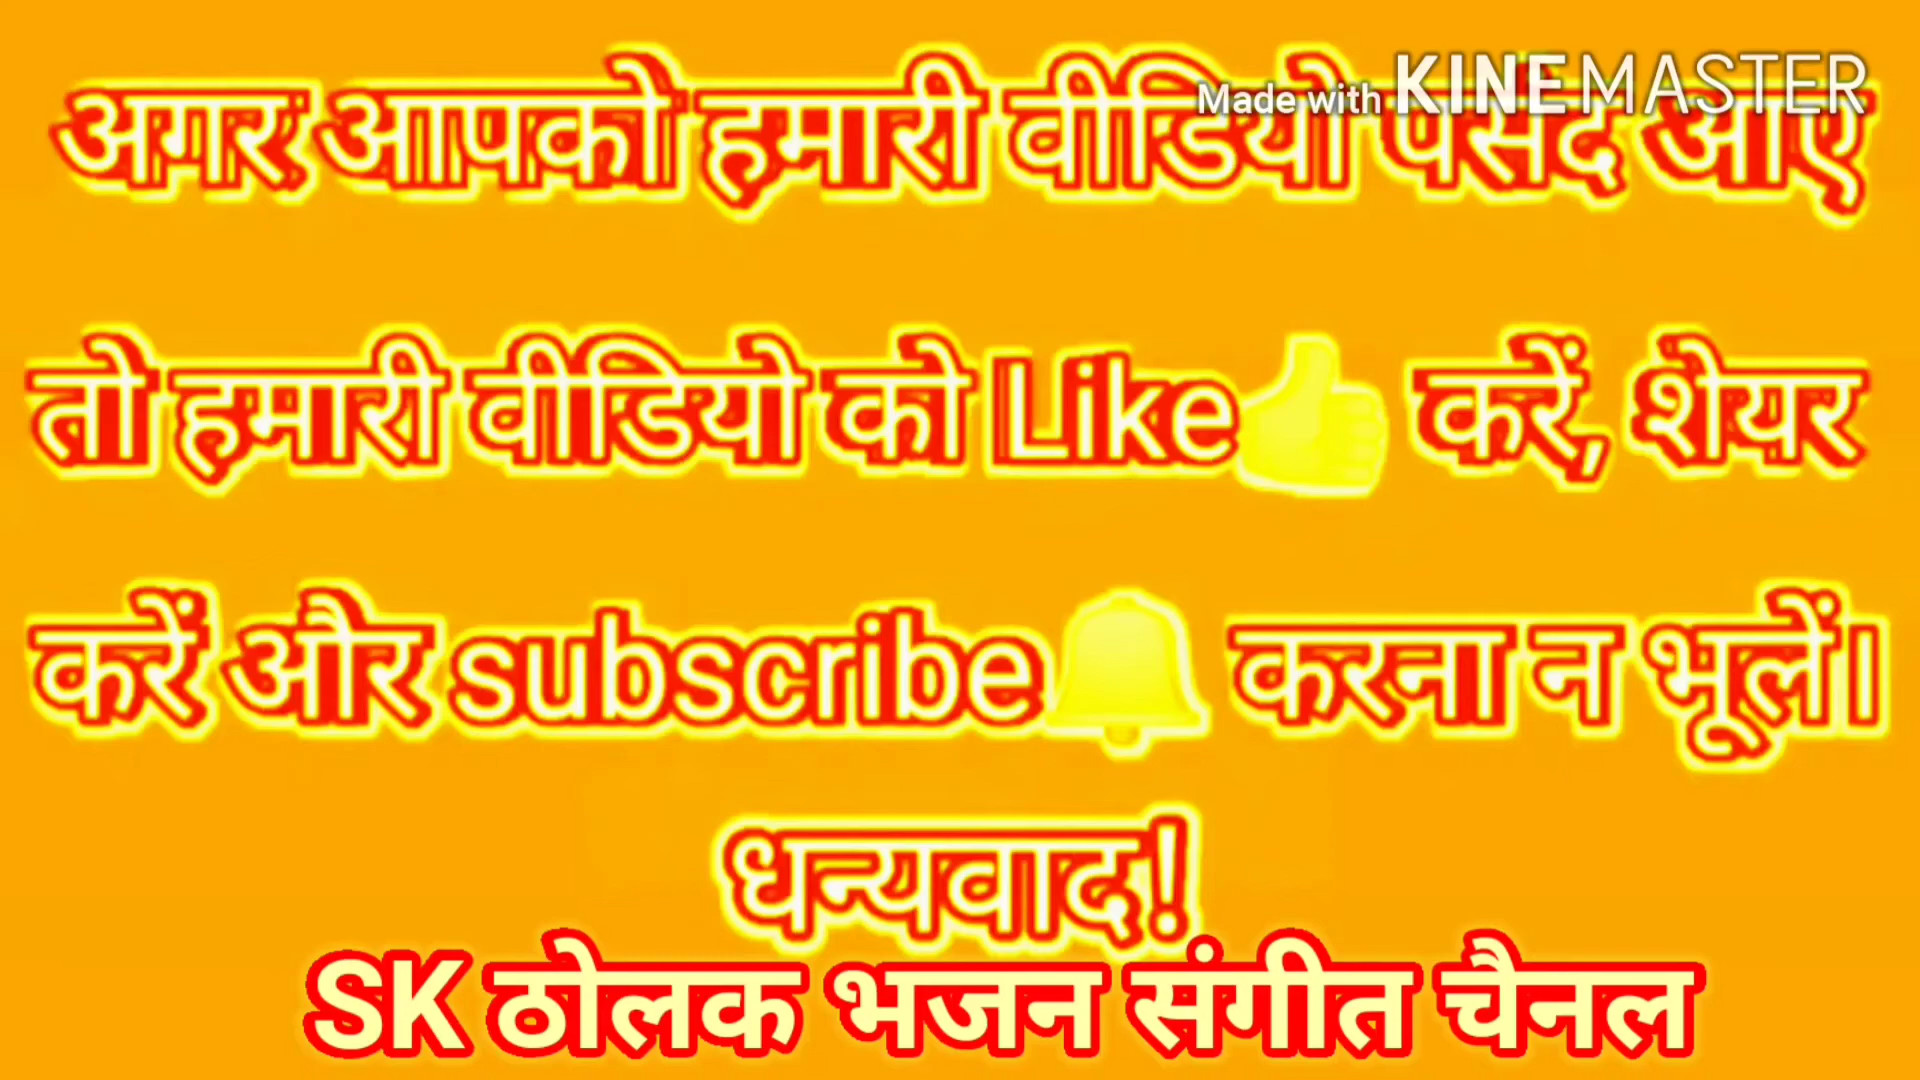 Made with KINEMASTER
अगर आपको हमारी वीडियो पसंद आए
तो हमारी वीडियो को Like👍 करें, शेयर
करें और subscribe🔔 करना न भूलें।
धन्यवाद!
SK ठोलक भजन संगीत चैनल